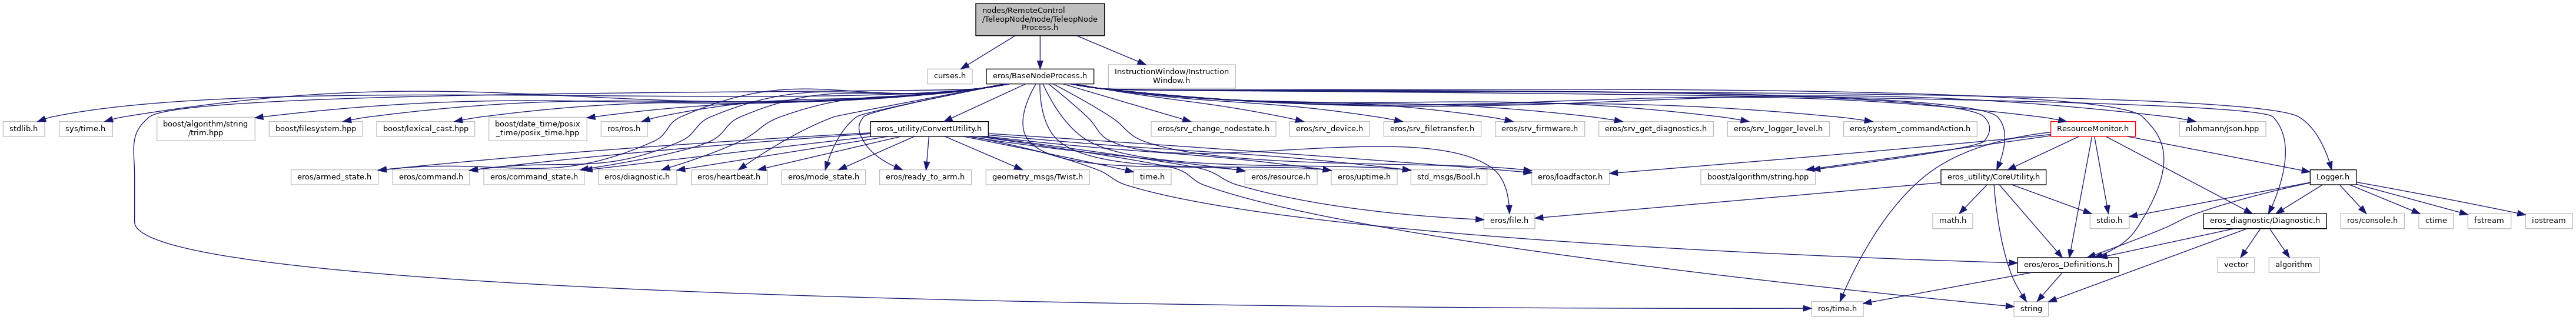 nodes/RemoteControl
/TeleopNode/node/TeleopNode
Process.h
curses.h
eros/BaseNodeProcess.h
InstructionWindow/Instruction
Window.h
stdlib.h
sys/time.h
boost/algorithm/string
/trim.hpp
boost/filesystem.hpp
boost/lexical_cast.hpp
boost/date_time/posix
_time/posix_time.hpp
ros/ros.h
eros_utility/ConvertUtility.h
eros/srv_change_nodestate.h
eros/srv_device.h
eros/srv_filetransfer.h
eros/srv_firmware.h
eros/srv_get_diagnostics.h
eros/srv_logger_level.h
eros/system_commandAction.h
ResourceMonitor.h
nlohmann/json.hpp
eros/armed_state.h
eros/command.h
eros/command_state.h
eros/diagnostic.h
eros/heartbeat.h
eros/mode_state.h
eros/ready_to_arm.h
geometry_msgs/Twist.h
time.h
eros/resource.h
eros/uptime.h
std_msgs/Bool.h
eros/loadfactor.h
boost/algorithm/string.hpp
eros_utility/CoreUtility.h
Logger.h
eros/file.h
math.h
stdio.h
eros_diagnostic/Diagnostic.h
ros/console.h
ctime
fstream
iostream
eros/eros_Definitions.h
vector
algorithm
ros/time.h
string